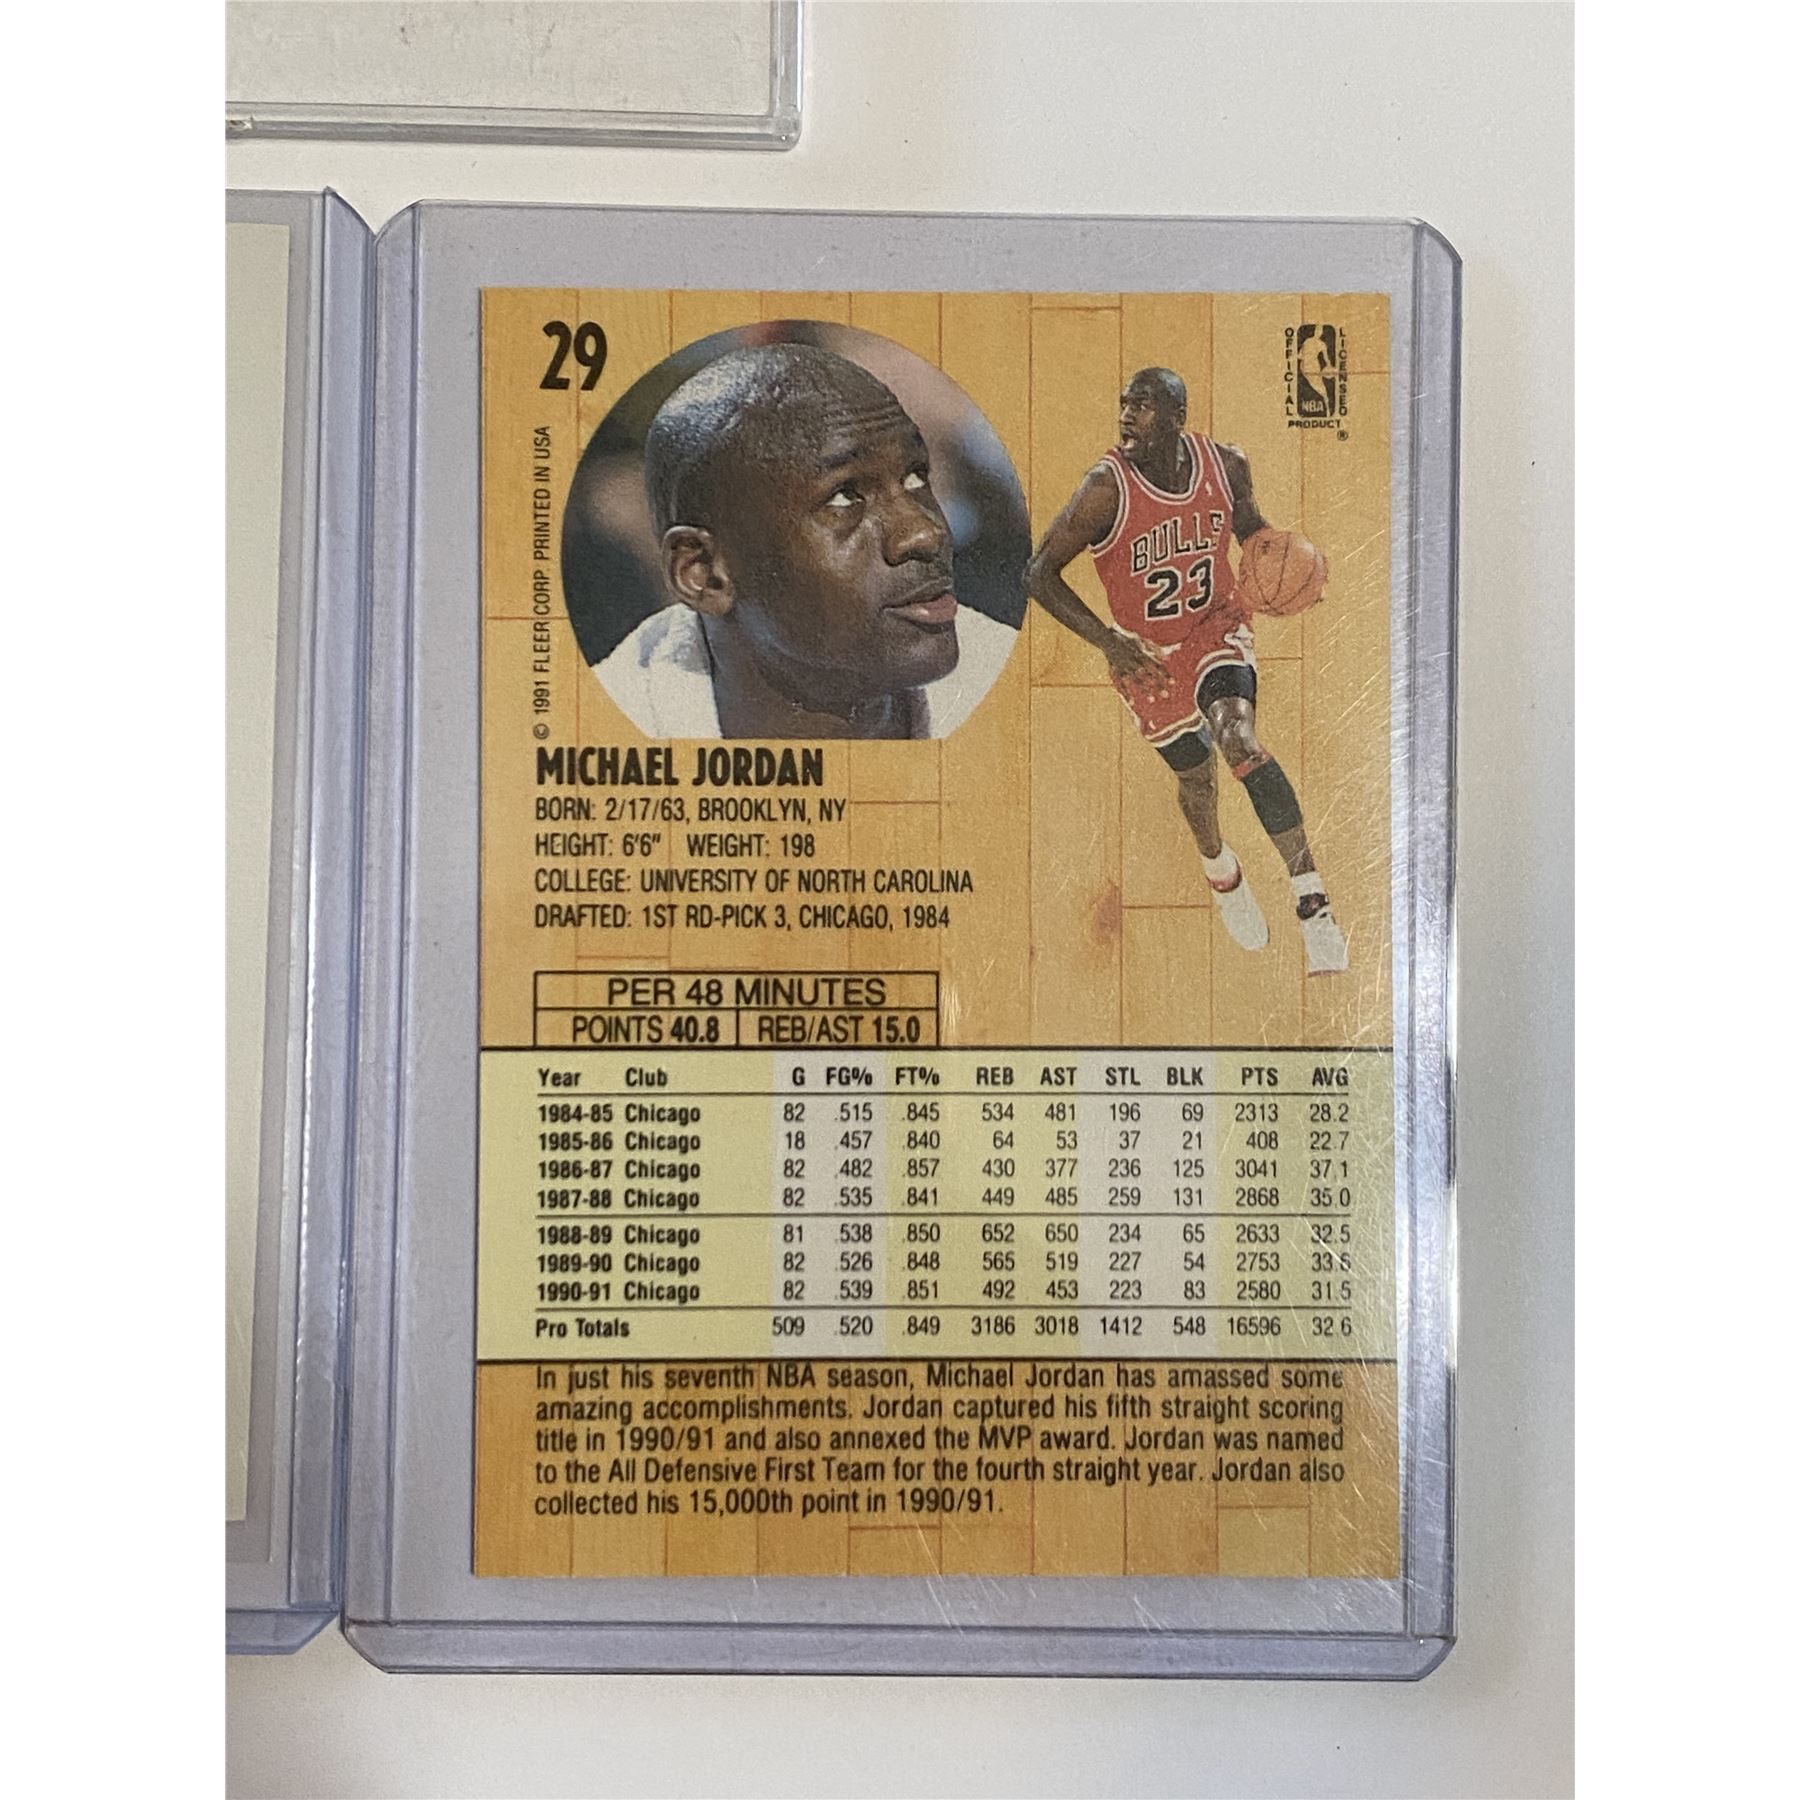 29
OFFICIAL LICENSED
NBA
PRODUCT ®
© 1991 FLEER CORP. PRINTED IN USA
BULLS
23
MICHAEL JORDAN
BORN: 2/17/63, BROOKLYN, NY
HEIGHT: 6'6" WEIGHT: 198
COLLEGE: UNIVERSITY OF NORTH CAROLINA
DRAFTED: 1ST RD-PICK 3, CHICAGO, 1984
PER 48 MINUTES
POINTS 40.8 REB/AST 15.0
Year Club G FG% FT% REB AST STL BLK PTS AVG
1984-85 Chicago 82 .515 .845 534 481 196 69 2313 28.2
1985-86 Chicago 18 .457 .840 64 53 37 21 408 22.7
1986-87 Chicago 82 .482 .857 430 377 236 125 3041 37.1
1987-88 Chicago 82 .535 .841 449 485 259 131 2868 35.0
1988-89 Chicago 81 .538 .850 652 650 234 65 2633 32.5
1989-90 Chicago 82 .526 .848 565 519 227 54 2753 33.6
1990-91 Chicago 82 .539 .851 492 453 223 83 2580 31.5
Pro Totals 509 .520 .849 3186 3018 1412 548 16596 32.6
In just his seventh NBA season, Michael Jordan has amassed some
amazing accomplishments. Jordan captured his fifth straight scoring
title in 1990/91 and also annexed the MVP award. Jordan was named
to the All Defensive First Team for the fourth straight year. Jordan also
collected his 15,000th point in 1990/91.